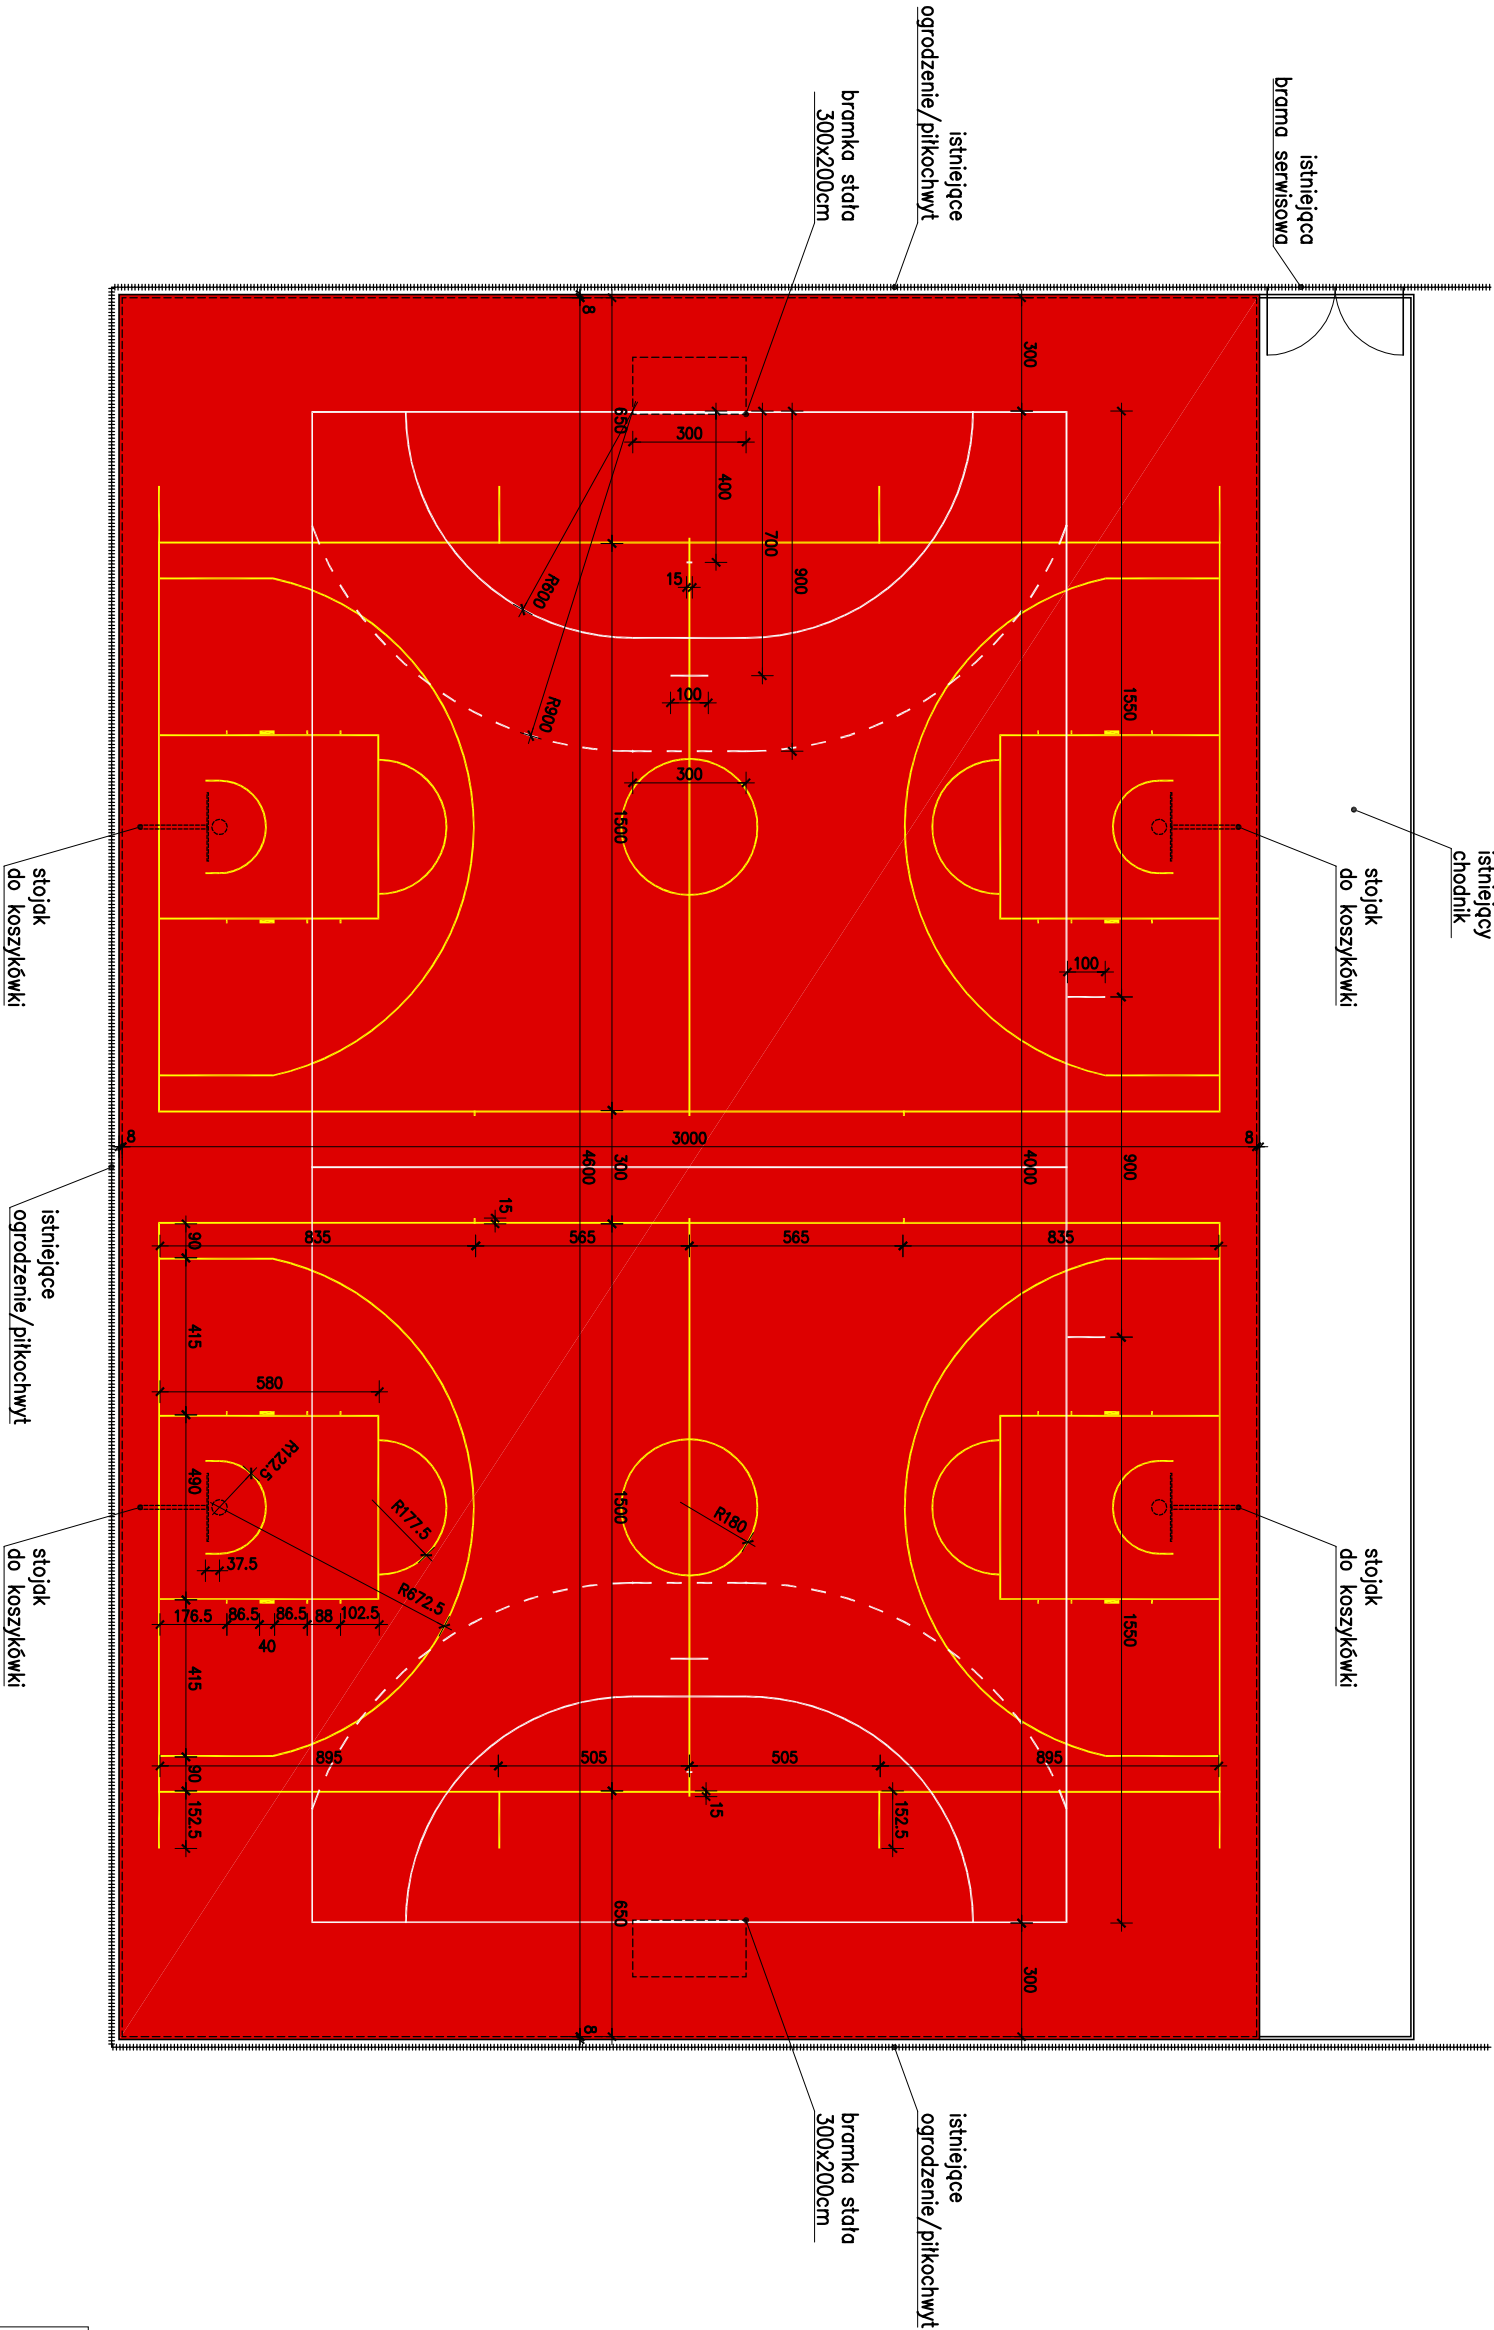 istniejące
ogrodzenie/piłkochwyt
istniejąca
brama serwisowa
bramka stała
300x200cm
istniejący
chodnik
stojak
do koszykówki
stojak
do koszykówki
stojak
do koszykówki
stojak
do koszykówki
istniejące
ogrodzenie/piłkochwyt
istniejące
ogrodzenie/piłkochwyt
bramka stała
300x200cm
8
300
650
300
400
700
900
15
R600
R900
100
1550
300
1500
100
8
3000
8
4600
300
4000
900
15
90
835
565
565
835
415
580
R122.5
490
R177.5
1500
R180
37.5
R672.5
176.5
86.5
86.5
88
102.5
40
1550
415
895
505
505
895
90
152.5
15
152.5
650
300
8